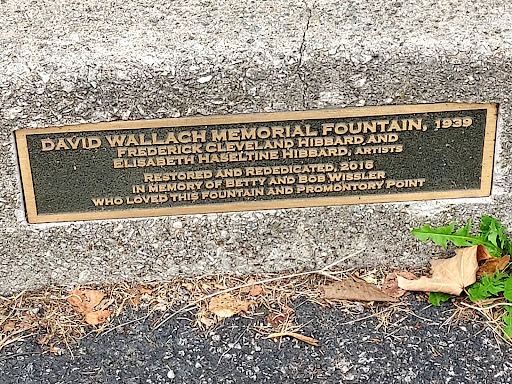 DAVID WALLACH MEMORIAL FOUNTAIN, 1939
FREDERICK CLEVELAND HIBBARD AND
ELISABETH HASELTINE HIBBARD, ARTISTS
RESTORED AND REDEDICATED, 2016
IN MEMORY OF BETTY AND BOB WIBSLER
WHO LOVED THIS FOUNTAIN AND PROMONTORY POINT